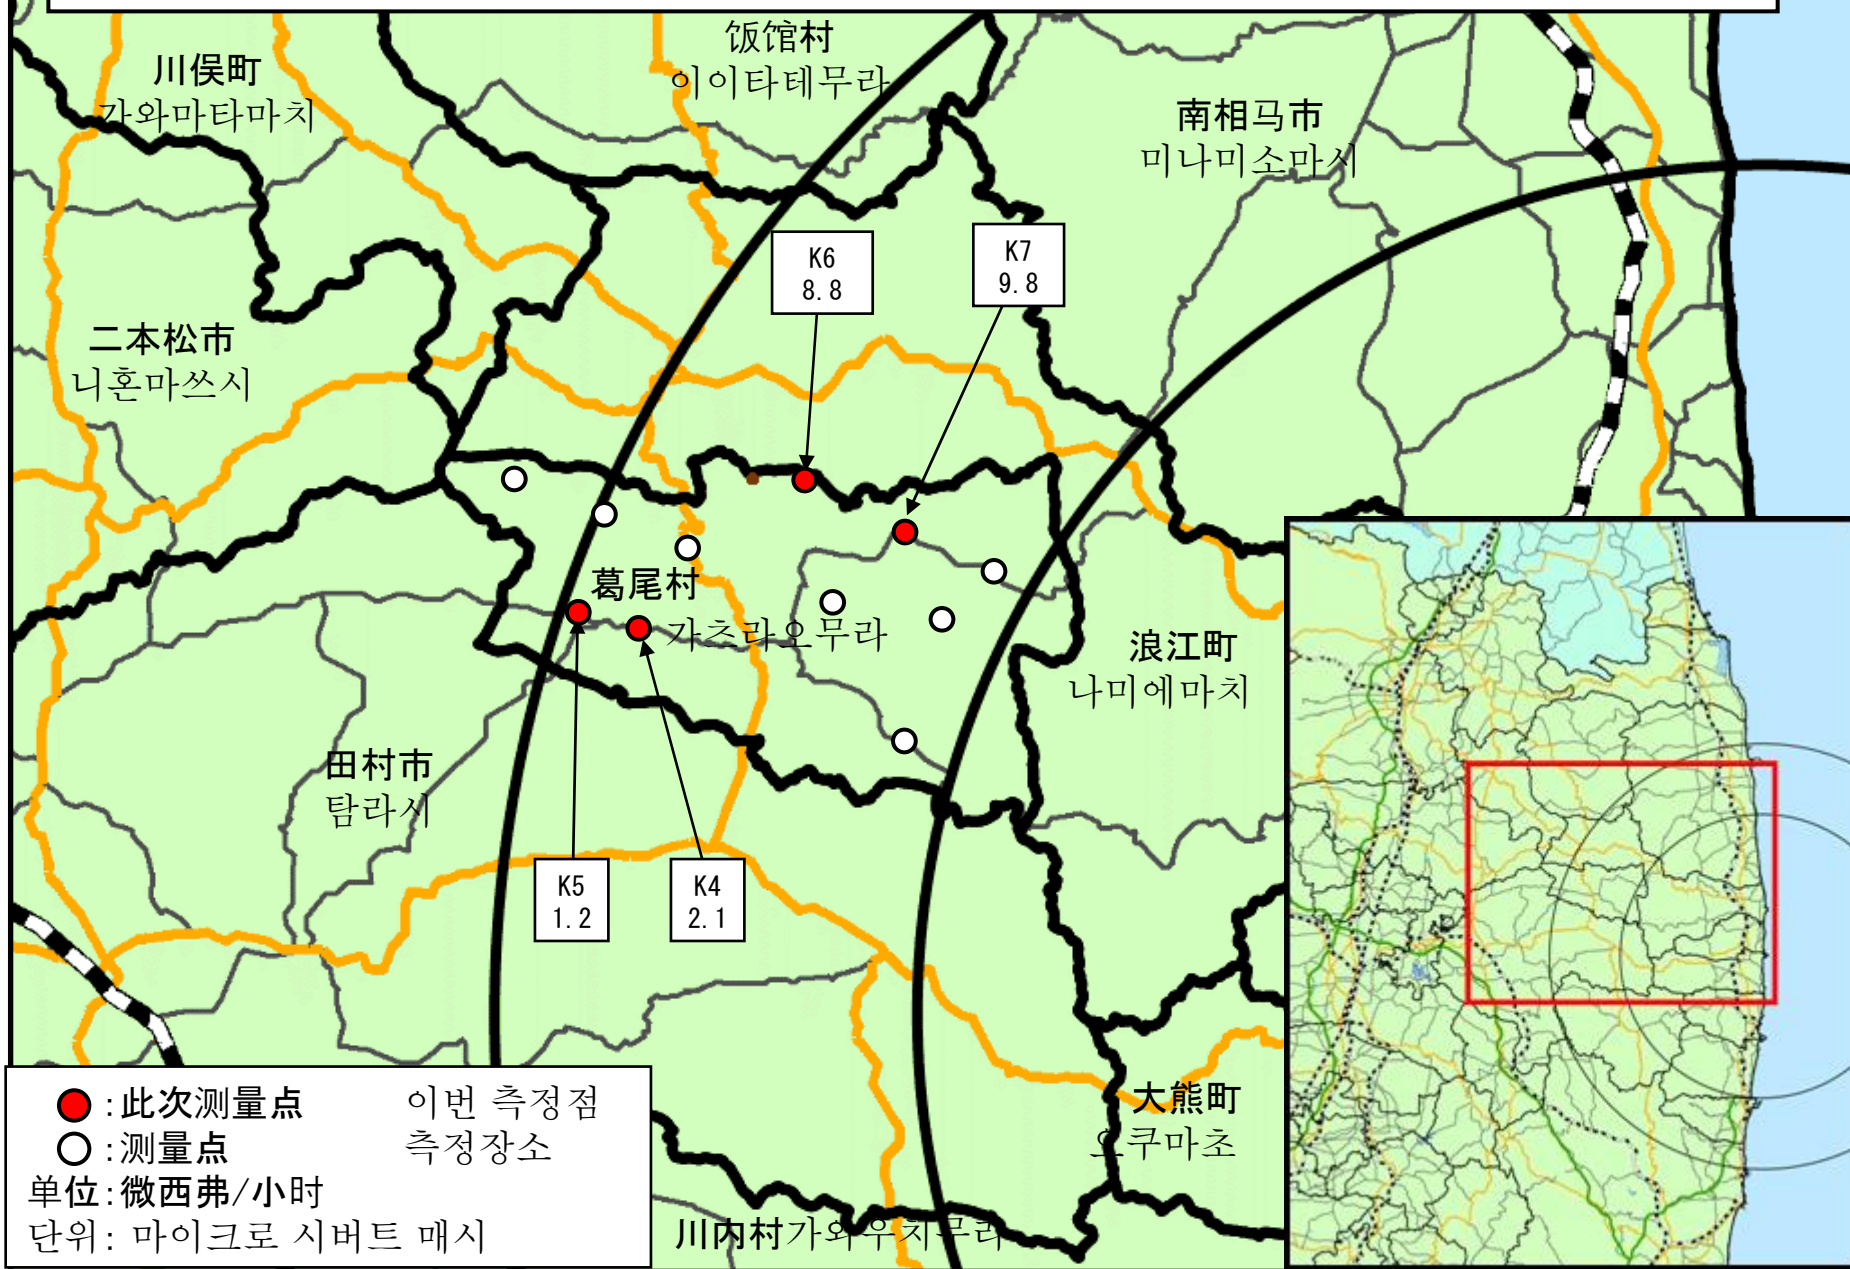 饭馆村
이이타테무라
川俣町
가와마타마치
南相马市
미나미소마시
K6
8.8
K7
9.8
二本松市
니혼마쓰시
葛尾村
가츠라오무라
浪江町
나미에마치
田村市
탐라시
K5
1.2
K4
2.1
大熊町
오쿠마초
川内村가와우치무라
:此次测量点 이번 측정점
:测量点 측정장소
单位:微西弗/小时
단위: 마이크로 시버트 매시